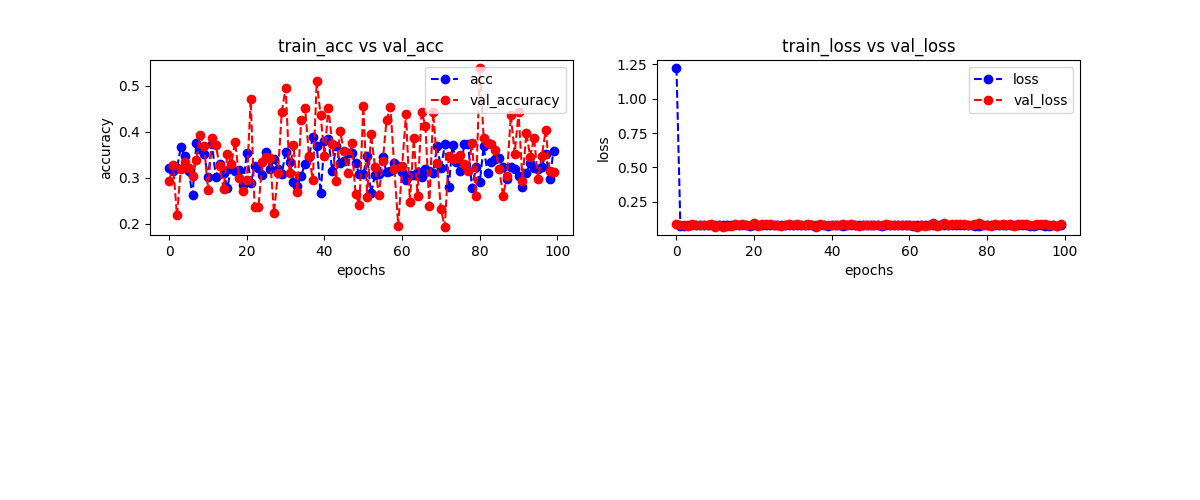 train_acc vs val_acc
acc
val_accuracy
accuracy
0.5
0.4
0.3
0.2
0 20 40 60 80 100
epochs
train_loss vs val_loss
loss
val_loss
loss
1.25
1.00
0.75
0.50
0.25
0 20 40 60 80 100
epochs